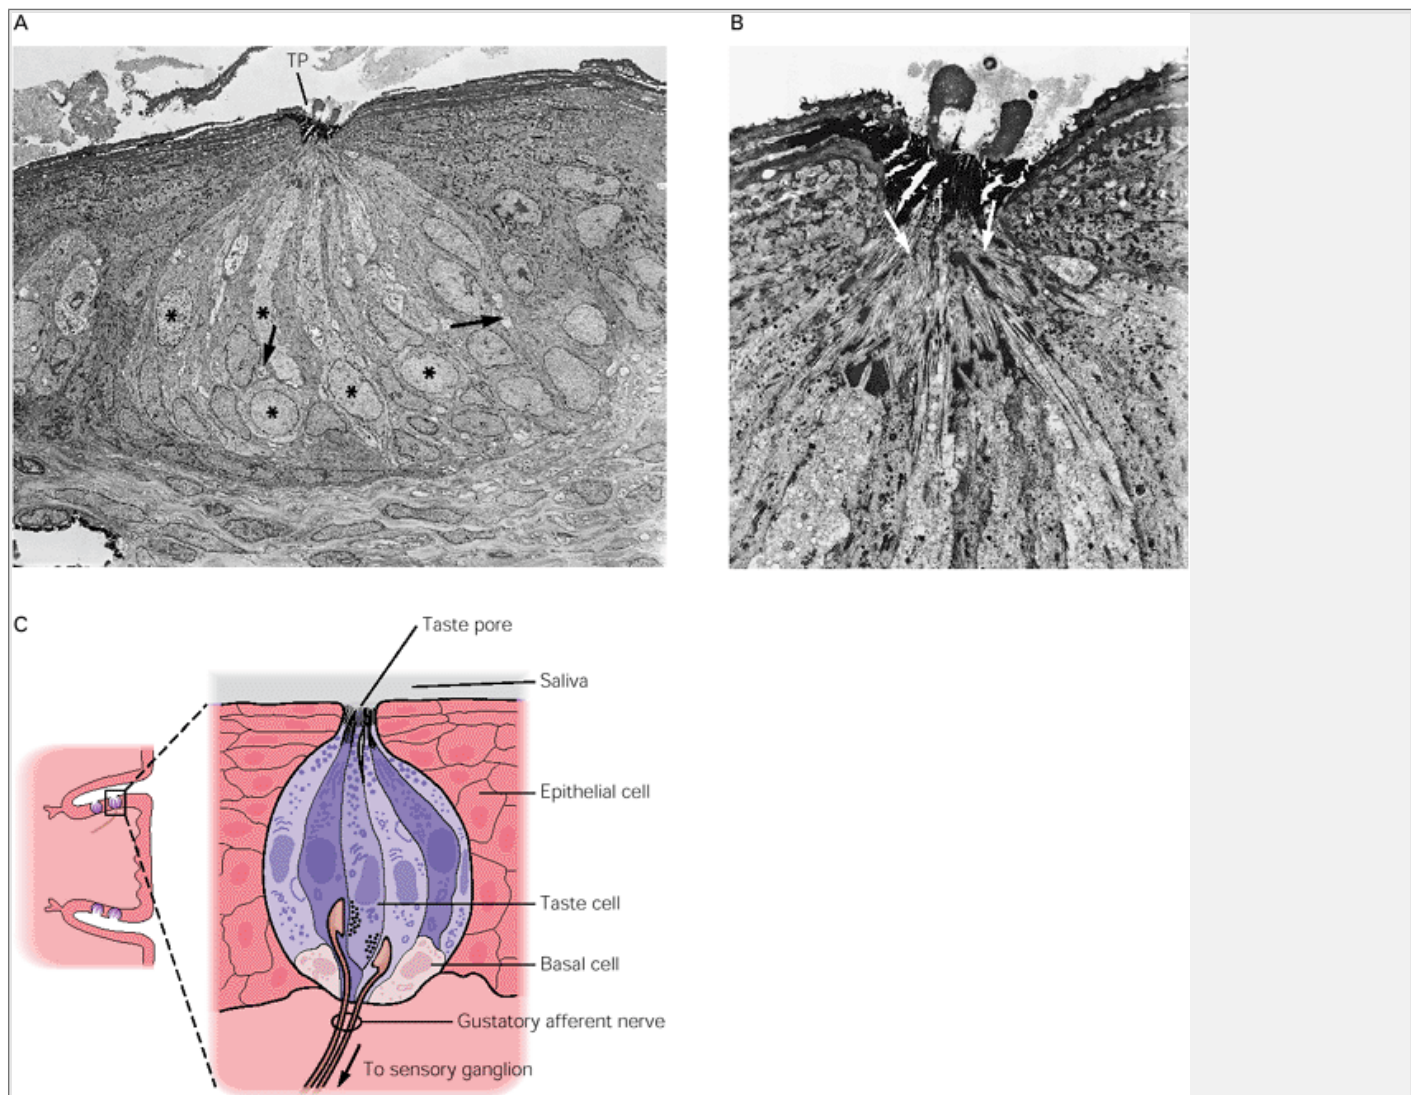 A
B
TP
*
*
*
*
*
C
Taste pore
Saliva
Epithelial cell
Taste cell
Basal cell
Gustatory afferent nerve
To sensory ganglion